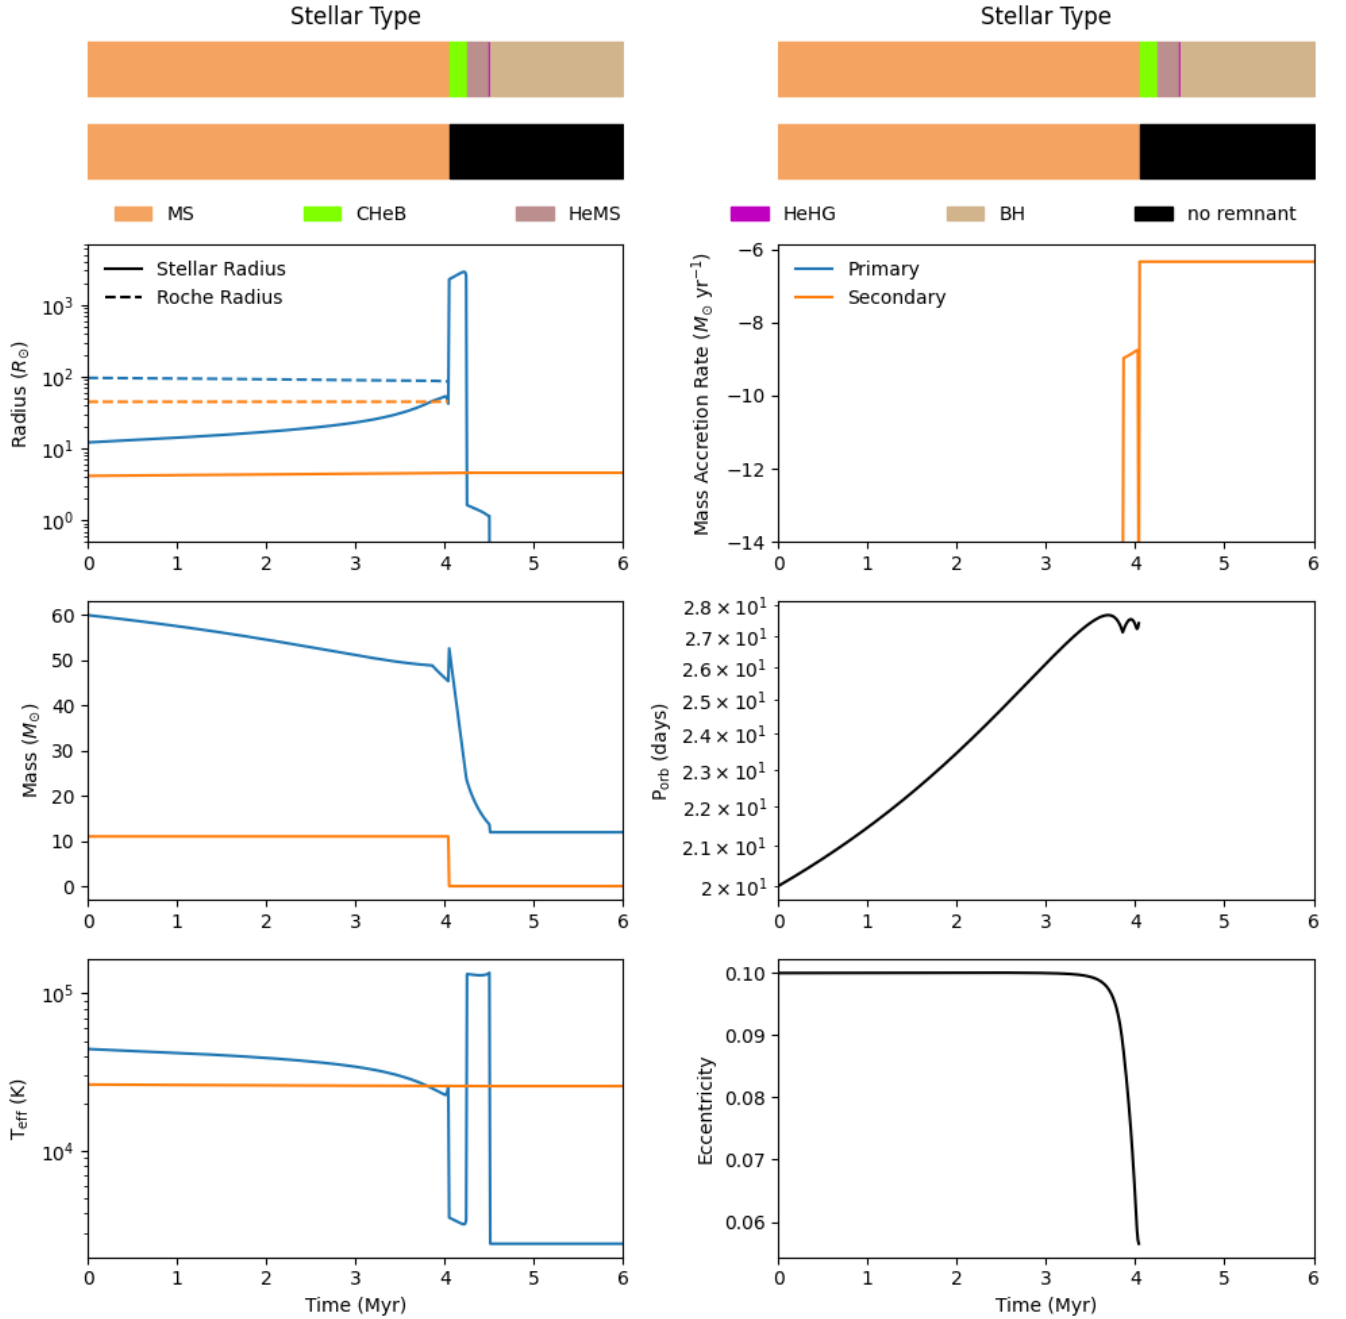 Stellar Type
Stellar Type
MS CHeB HeMS HeHG BH no remnant
Stellar Radius
Roche Radius
Radius (R⊙)
10³
10²
10¹
10⁰
0 1 2 3 4 5 6
Primary
Secondary
Mass Accretion Rate (M⊙ yr⁻¹)
−6
−8
−10
−12
−14
0 1 2 3 4 5 6
Mass (M⊙)
60
50
40
30
20
10
0
0 1 2 3 4 5 6
P_orb (days)
2.8 × 10¹
2.7 × 10¹
2.6 × 10¹
2.5 × 10¹
2.4 × 10¹
2.3 × 10¹
2.2 × 10¹
2.1 × 10¹
2 × 10¹
0 1 2 3 4 5 6
T_eff (K)
10⁵
10⁴
0 1 2 3 4 5 6
Time (Myr)
Eccentricity
0.10
0.09
0.08
0.07
0.06
0 1 2 3 4 5 6
Time (Myr)